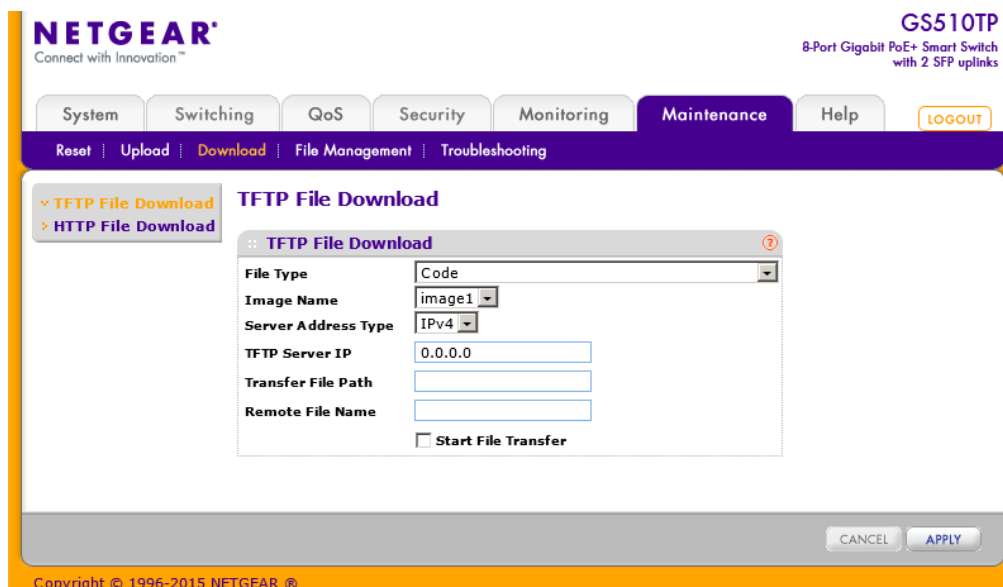 NETGEAR®
Connect with Innovation™
GS510TP
8-Port Gigabit PoE+ Smart Switch
with 2 SFP uplinks
System Switching QoS Security Monitoring Maintenance Help LOGOUT
Reset | Upload | Download | File Management | Troubleshooting
TFTP File Download
HTTP File Download
TFTP File Download
TFTP File Download ?
File Type Code
Image Name image1
Server Address Type IPv4
TFTP Server IP 0.0.0.0
Transfer File Path
Remote File Name
Start File Transfer
CANCEL APPLY
Copyright © 1996-2015 NETGEAR ®